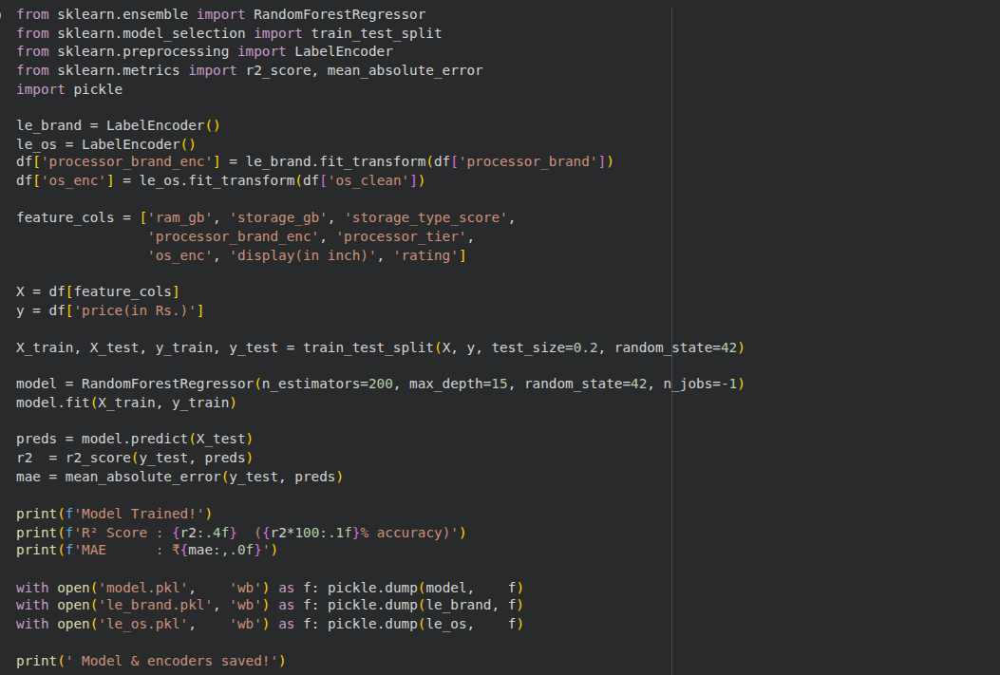 from sklearn.ensemble import RandomForestRegressor
from sklearn.model_selection import train_test_split
from sklearn.preprocessing import LabelEncoder
from sklearn.metrics import r2_score, mean_absolute_error
import pickle

le_brand = LabelEncoder()
le_os = LabelEncoder()
df['processor_brand_enc'] = le_brand.fit_transform(df['processor_brand'])
df['os_enc'] = le_os.fit_transform(df['os_clean'])

feature_cols = ['ram_gb', 'storage_gb', 'storage_type_score',
                'processor_brand_enc', 'processor_tier',
                'os_enc', 'display(in inch)', 'rating']

X = df[feature_cols]
y = df['price(in Rs.)']

X_train, X_test, y_train, y_test = train_test_split(X, y, test_size=0.2, random_state=42)

model = RandomForestRegressor(n_estimators=200, max_depth=15, random_state=42, n_jobs=-1)
model.fit(X_train, y_train)

preds = model.predict(X_test)
r2  = r2_score(y_test, preds)
mae = mean_absolute_error(y_test, preds)

print(f'Model Trained!')
print(f'R² Score : {r2:.4f}  ({r2*100:.1f}% accuracy)')
print(f'MAE      : ₹{mae:,.0f}')

with open('model.pkl',    'wb') as f: pickle.dump(model,    f)
with open('le_brand.pkl', 'wb') as f: pickle.dump(le_brand, f)
with open('le_os.pkl',    'wb') as f: pickle.dump(le_os,    f)

print(' Model & encoders saved!')